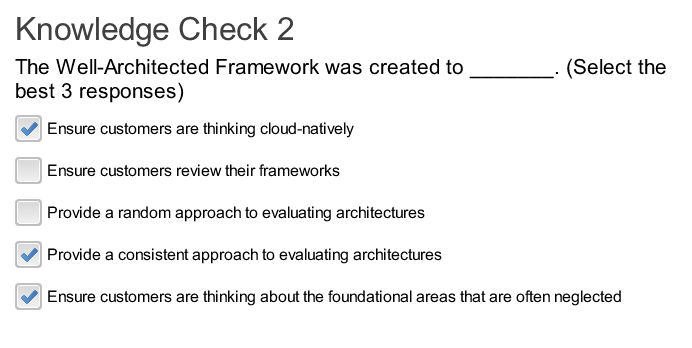 Knowledge Check 2
The Well-Architected Framework was created to _______. (Select the
best 3 responses)
Ensure customers are thinking cloud-natively
Ensure customers review their frameworks
Provide a random approach to evaluating architectures
Provide a consistent approach to evaluating architectures
Ensure customers are thinking about the foundational areas that are often neglected